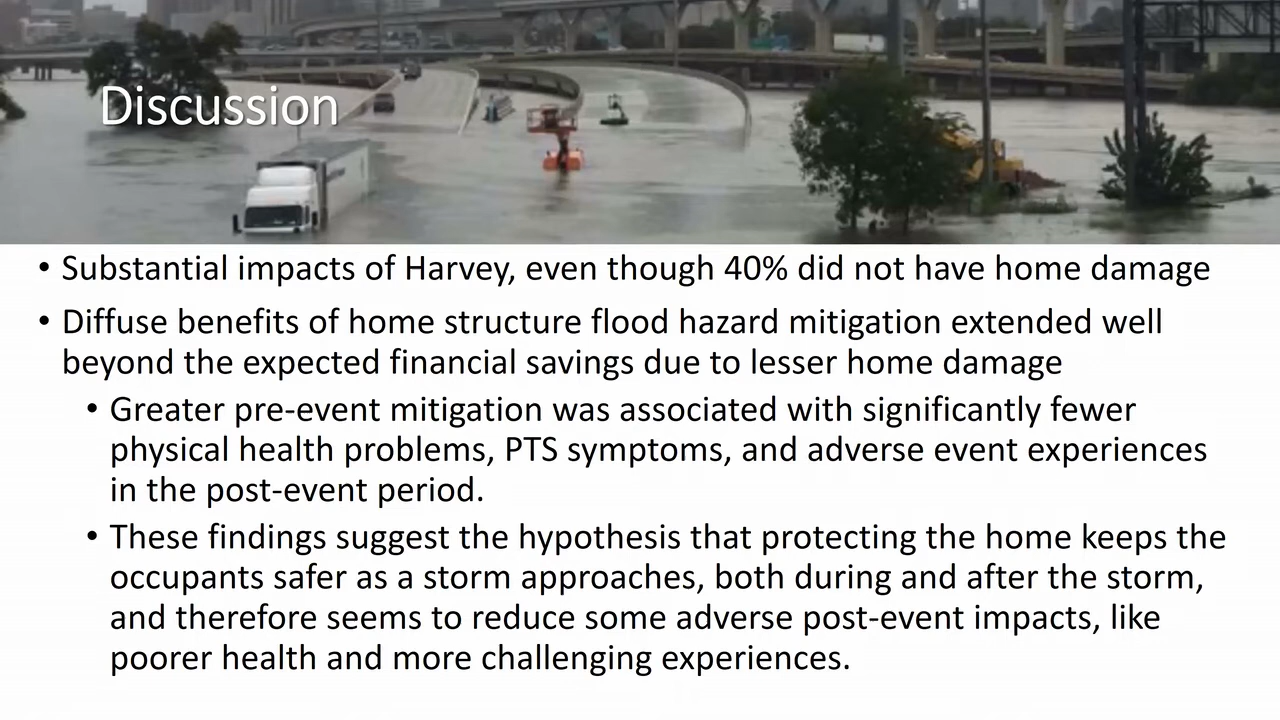 Discussion
• Substantial impacts of Harvey, even though 40% did not have home damage
• Diffuse benefits of home structure flood hazard mitigation extended well
beyond the expected financial savings due to lesser home damage
• Greater pre-event mitigation was associated with significantly fewer
physical health problems, PTS symptoms, and adverse event experiences
in the post-event period.
• These findings suggest the hypothesis that protecting the home keeps the
occupants safer as a storm approaches, both during and after the storm,
and therefore seems to reduce some adverse post-event impacts, like
poorer health and more challenging experiences.